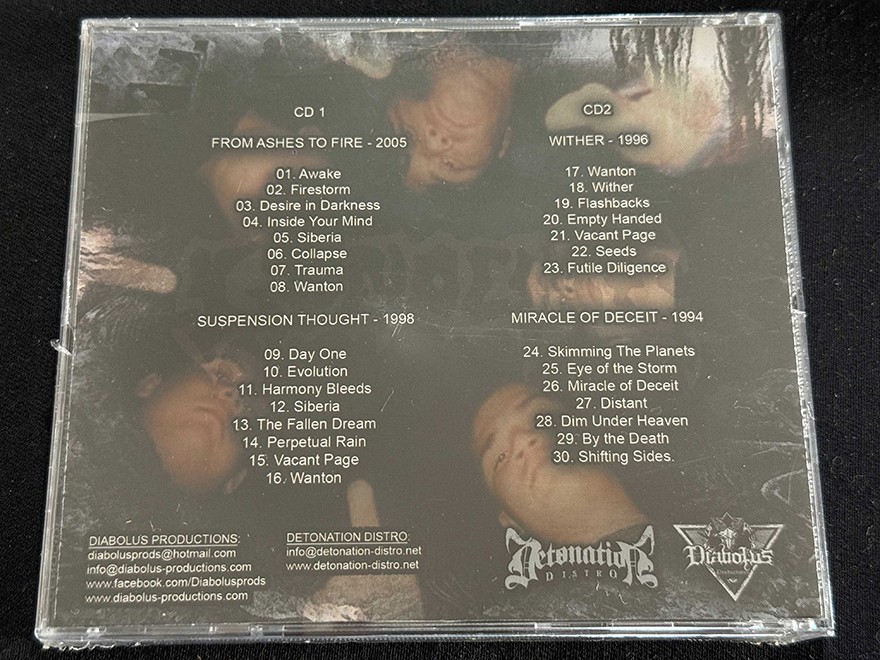 CD 1
FROM ASHES TO FIRE - 2005
01. Awake
02. Firestorm
03. Desire in Darkness
04. Inside Your Mind
05. Siberia
06. Collapse
07. Trauma
08. Wanton
SUSPENSION THOUGHT - 1998
09. Day One
10. Evolution
11. Harmony Bleeds
12. Siberia
13. The Fallen Dream
14. Perpetual Rain
15. Vacant Page
16. Wanton
CD2
WITHER - 1996
17. Wanton
18. Wither
19. Flashbacks
20. Empty Handed
21. Vacant Page
22. Seeds
23. Futile Diligence
MIRACLE OF DECEIT - 1994
24. Skimming The Planets
25. Eye of the Storm
26. Miracle of Deceit
27. Distant
28. Dim Under Heaven
29. By the Death
30. Shifting Sides.
DIABOLUS PRODUCTIONS:
diabolusprods@hotmail.com
info@diabolus-productions.com
www.facebook.com/Diabolusprods
www.diabolus-productions.com
DETONATION DISTRO:
info@detonation-distro.net
www.detonation-distro.net
Detonation
DISTRO
Diabolus